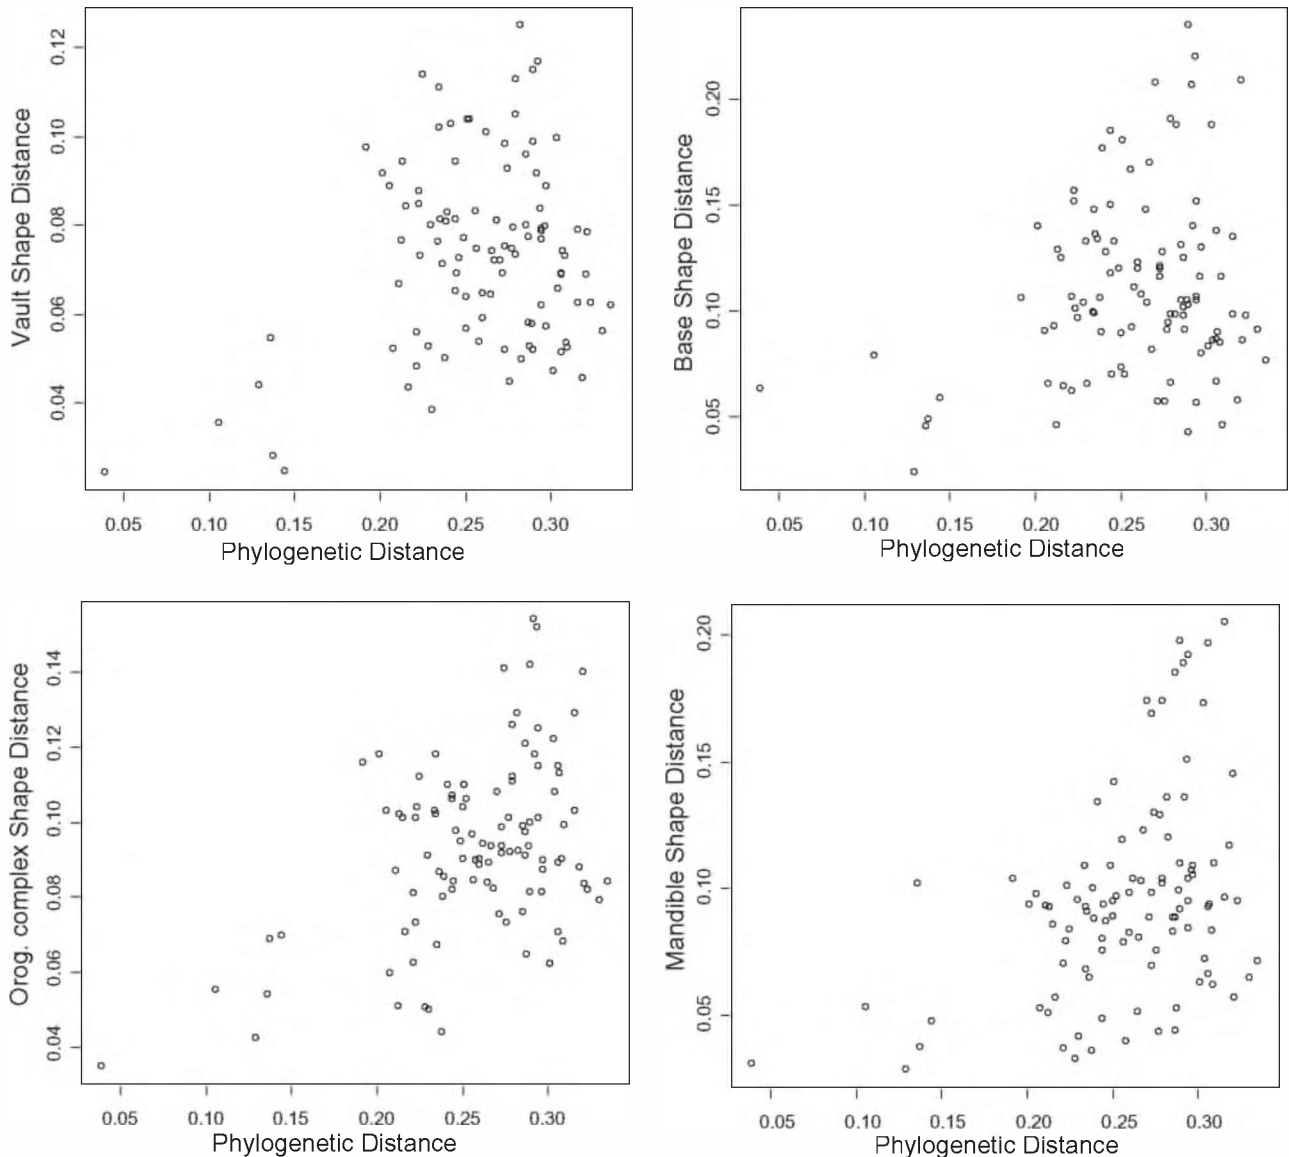 Vault Shape Distance
0.12
0.10
0.08
0.06
0.04
0.05 0.10 0.15 0.20 0.25 0.30
Phylogenetic Distance
Base Shape Distance
0.20
0.15
0.10
0.05
0.05 0.10 0.15 0.20 0.25 0.30
Phylogenetic Distance
Orog. complex Shape Distance
0.14
0.12
0.10
0.08
0.06
0.04
0.05 0.10 0.15 0.20 0.25 0.30
Phylogenetic Distance
Mandible Shape Distance
0.20
0.15
0.10
0.05
0.05 0.10 0.15 0.20 0.25 0.30
Phylogenetic Distance